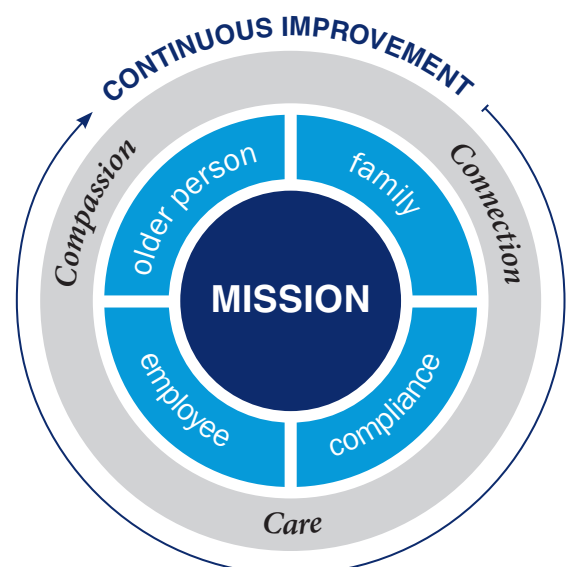 CONTINUOUS IMPROVEMENT
Compassion
Connection
older person
family
MISSION
employee
compliance
Care